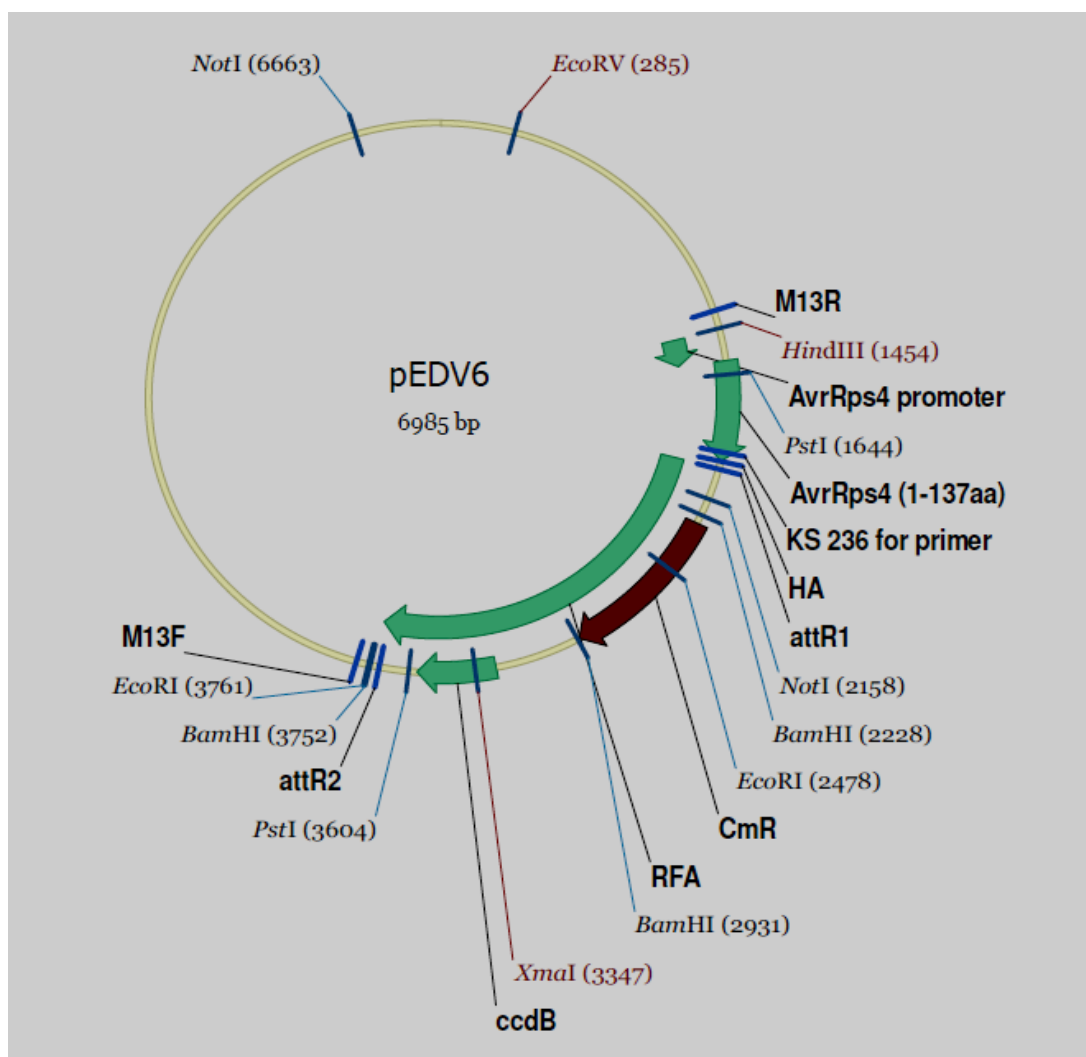 NotI (6663)
EcoRV (285)
pEDV6
6985 bp
M13R
HindIII (1454)
AvrRps4 promoter
PstI (1644)
AvrRps4 (1-137aa)
KS 236 for primer
HA
attR1
NotI (2158)
BamHI (2228)
EcoRI (2478)
CmR
RFA
BamHI (2931)
XmaI (3347)
ccdB
M13F
EcoRI (3761)
BamHI (3752)
attR2
PstI (3604)